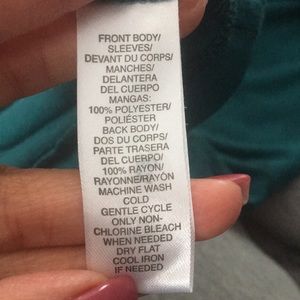 FRONT BODY/
SLEEVES/
DEVANT DU CORPS/
MANCHES/
DELANTERA
DEL CUERPO
MANGAS:
100% POLYESTER/
POLIÉSTER
BACK BODY/
DOS DU CORPS/
PARTE TRASERA
DEL CUERPO/
100% RAYON/
RAYONNE/RAYÓN
MACHINE WASH
COLD
GENTLE CYCLE
ONLY NON-
CHLORINE BLEACH
WHEN NEEDED
DRY FLAT
COOL IRON
IF NEEDED